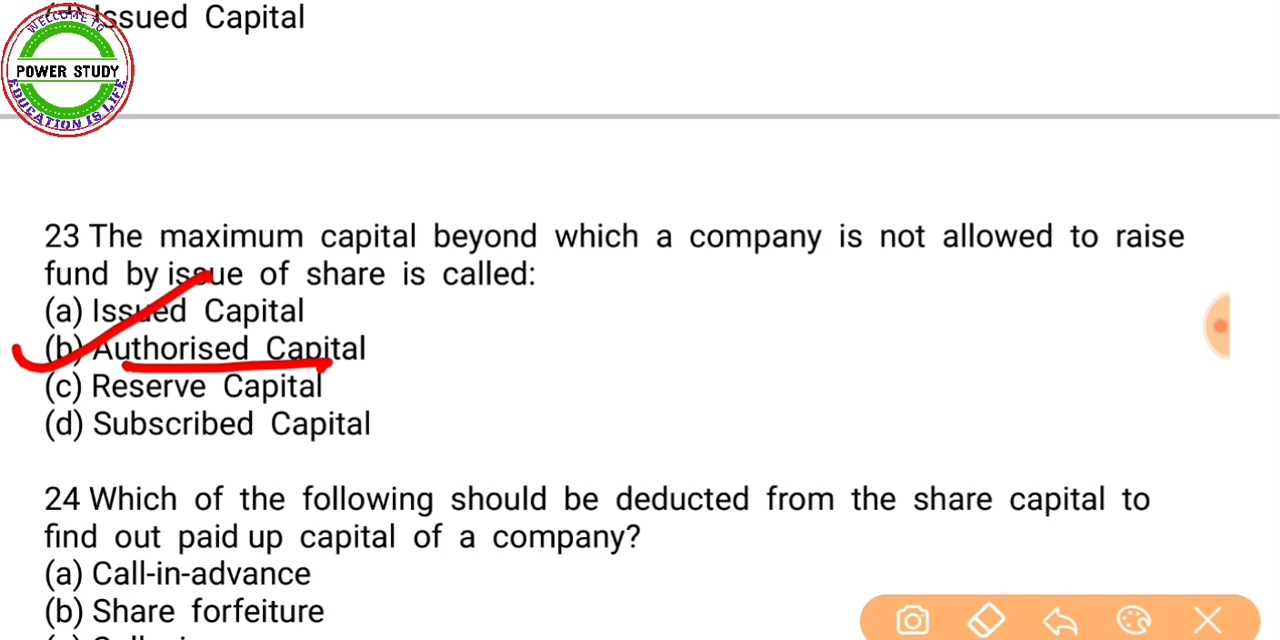 (d) Issued Capital
WELCOME TO
POWER STUDY
EDUCATION IS LIFE
23 The maximum capital beyond which a company is not allowed to raise
fund by issue of share is called:
(a) Issued Capital
(b) Authorised Capital
(c) Reserve Capital
(d) Subscribed Capital
24 Which of the following should be deducted from the share capital to
find out paid up capital of a company?
(a) Call-in-advance
(b) Share forfeiture